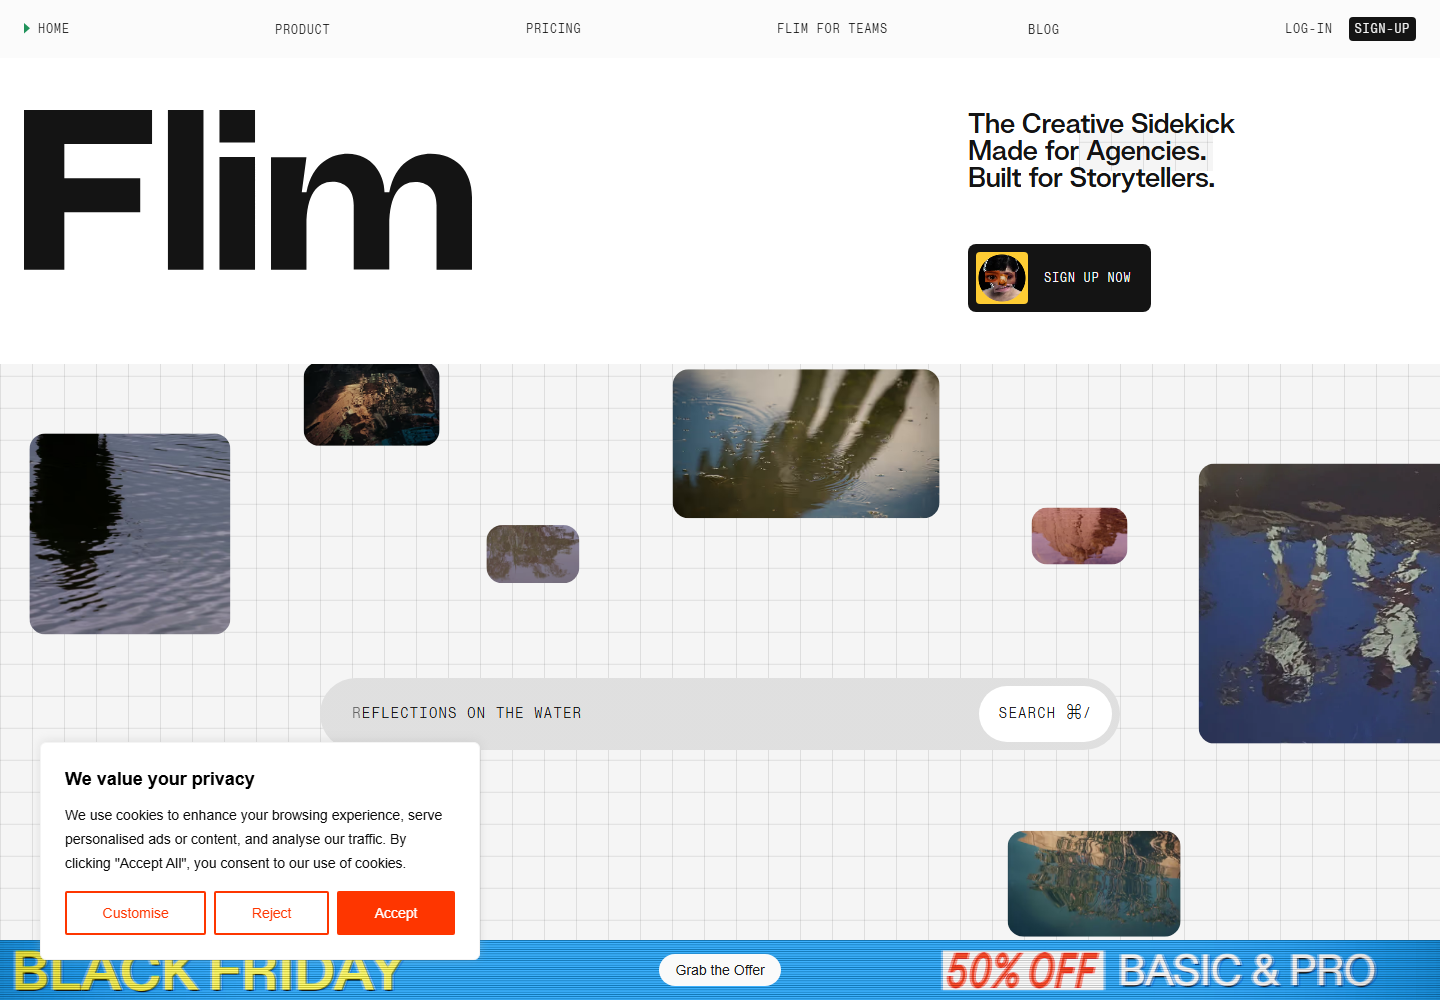 HOME
PRODUCT
PRICING
FLIM FOR TEAMS
BLOG
LOG-IN
SIGN-UP
Flim
The Creative Sidekick
Made for Agencies.
Built for Storytellers.
SIGN UP NOW
REFLECTIONS ON THE WATER
SEARCH ⌘/
We value your privacy
We use cookies to enhance your browsing experience, serve
personalised ads or content, and analyse our traffic. By
clicking "Accept All", you consent to our use of cookies.
Customise
Reject
Accept
BLACK FRIDAY
Grab the Offer
50% OFF BASIC & PRO